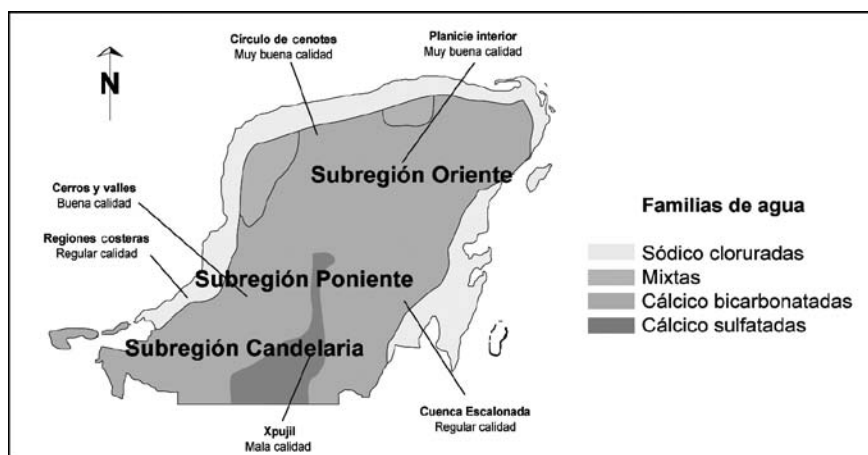 N
Círculo de cenotes
Muy buena calidad
Planicie interior
Muy buena calidad
Subregión Oriente
Cerros y valles
Buena calidad
Regiones costeras
Regular calidad
Subregión Poniente
Subregión Candelaria
Xpujil
Mala calidad
Cuenca Escalonada
Regular calidad
Familias de agua
Sódico cloruradas
Mixtas
Cálcico bicarbonatadas
Cálcico sulfatadas